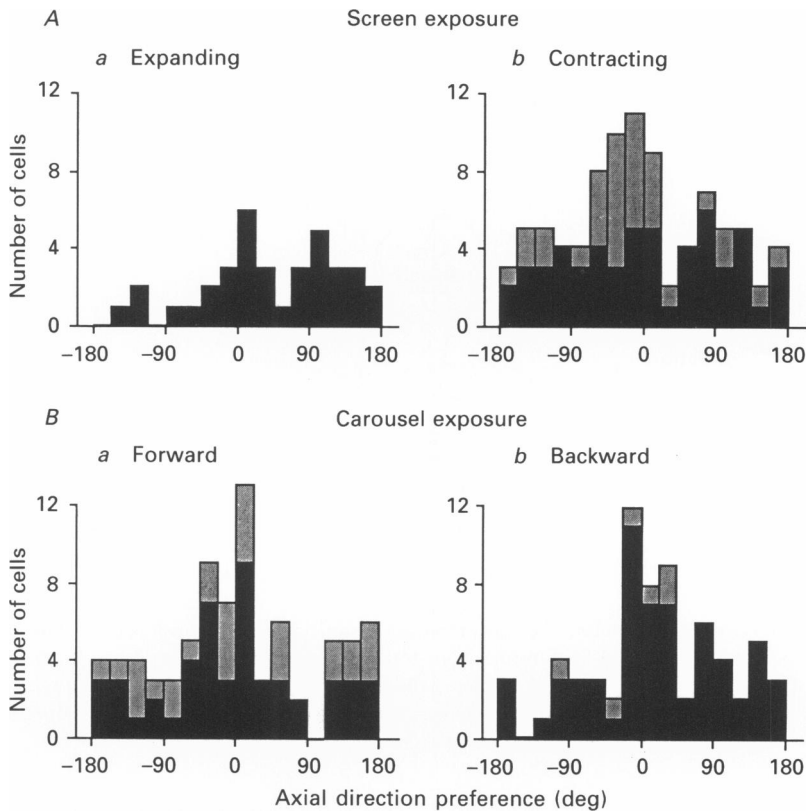 A Screen exposure
a Expanding
b Contracting
Number of cells
12
8
4
0
−180 −90 0 90 180
12
8
4
0
−180 −90 0 90 180
B Carousel exposure
a Forward
b Backward
Number of cells
12
8
4
0
−180 −90 0 90 180
12
8
4
0
−180 −90 0 90 180
Axial direction preference (deg)